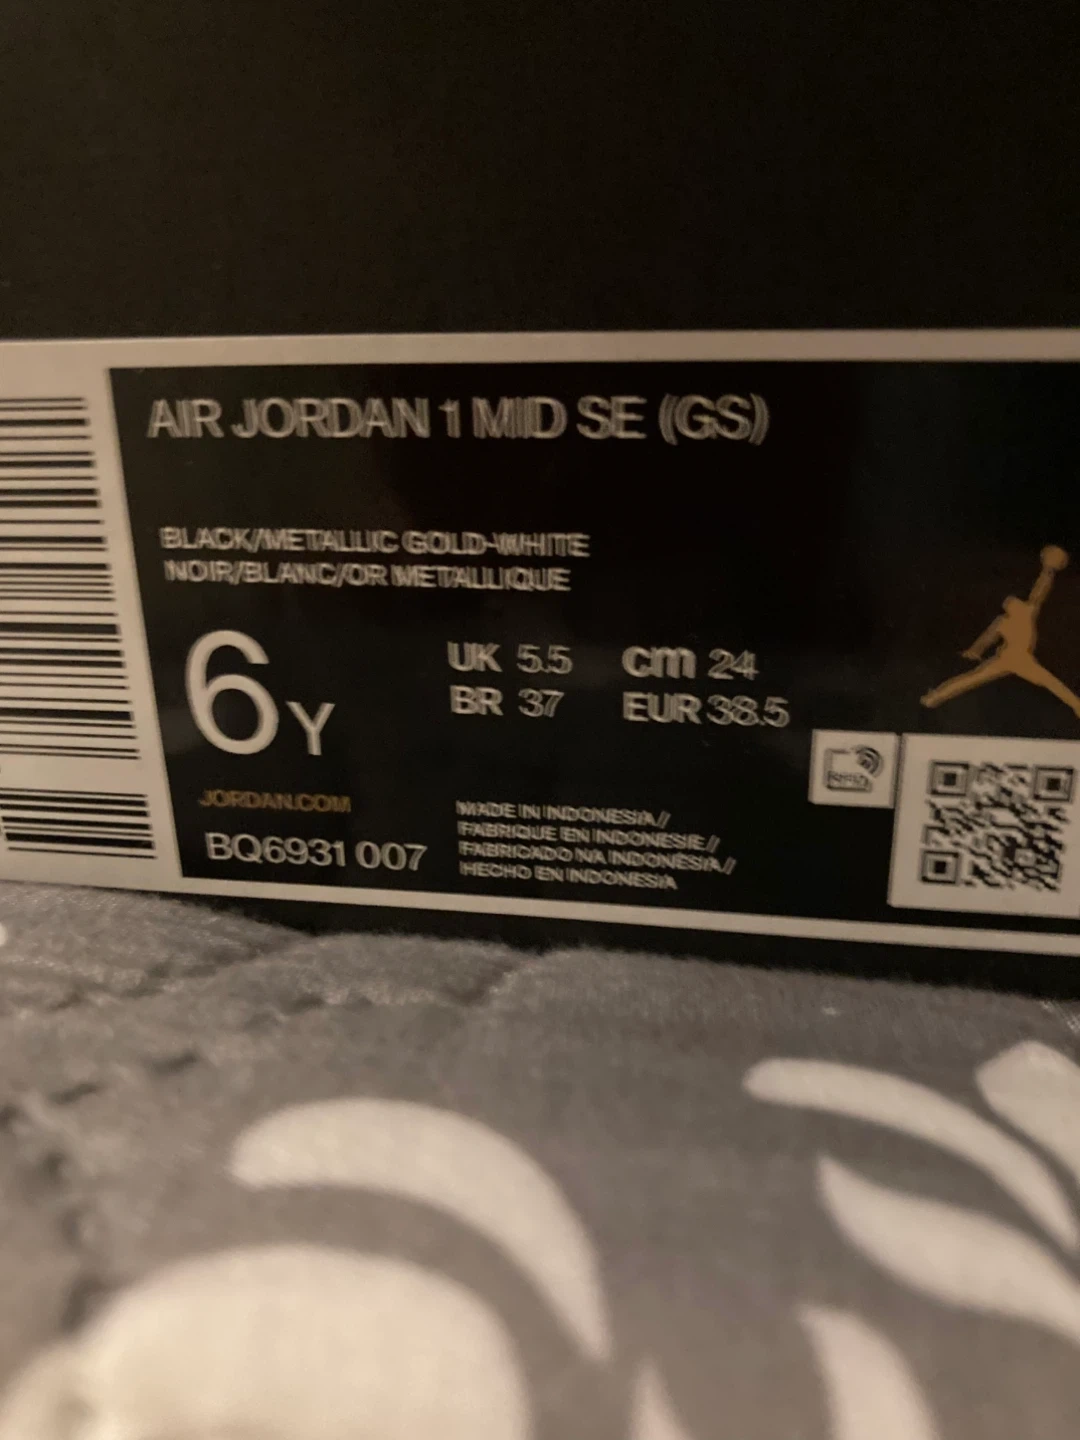 AIR JORDAN 1 MID SE (GS)
BLACK/METALLIC GOLD-WHITE
NOIR/BLANC/OR METALLIQUE
6Y
UK 5.5 cm 24
BR 37 EUR 38.5
JORDAN.COM
BQ6931 007
MADE IN INDONESIA//
FABRIQUE EN INDONESIE//
FABRICADO NA INDONÉSIA//
HECHO EN INDONESIA
RFID